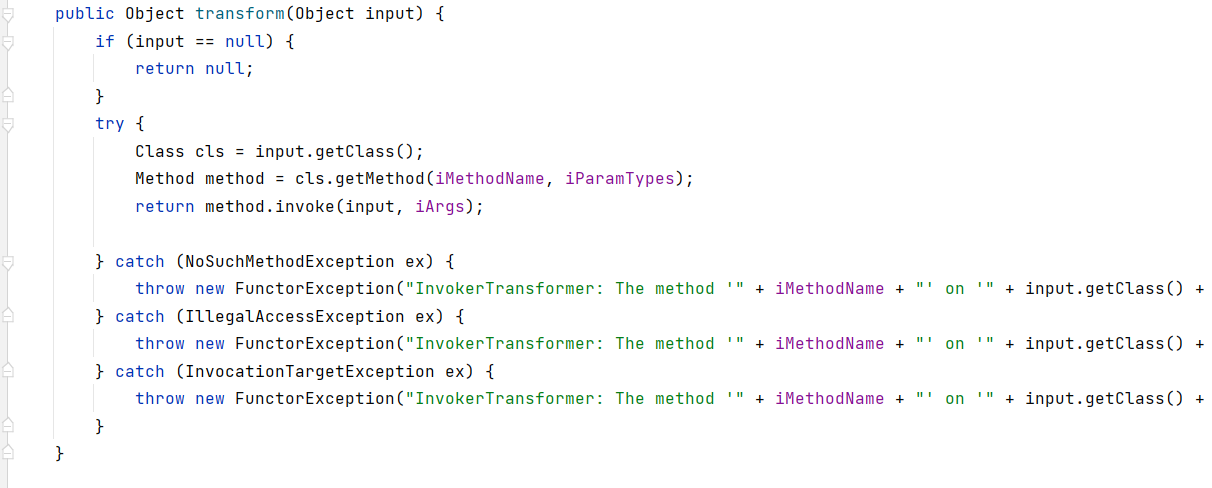 public Object transform(Object input) {
    if (input == null) {
        return null;
    }
    try {
        Class cls = input.getClass();
        Method method = cls.getMethod(iMethodName, iParamTypes);
        return method.invoke(input, iArgs);
    } catch (NoSuchMethodException ex) {
        throw new FunctorException("InvokerTransformer: The method '" + iMethodName + "' on '" + input.getClass() +
    } catch (IllegalAccessException ex) {
        throw new FunctorException("InvokerTransformer: The method '" + iMethodName + "' on '" + input.getClass() +
    } catch (InvocationTargetException ex) {
        throw new FunctorException("InvokerTransformer: The method '" + iMethodName + "' on '" + input.getClass() +
    }
}